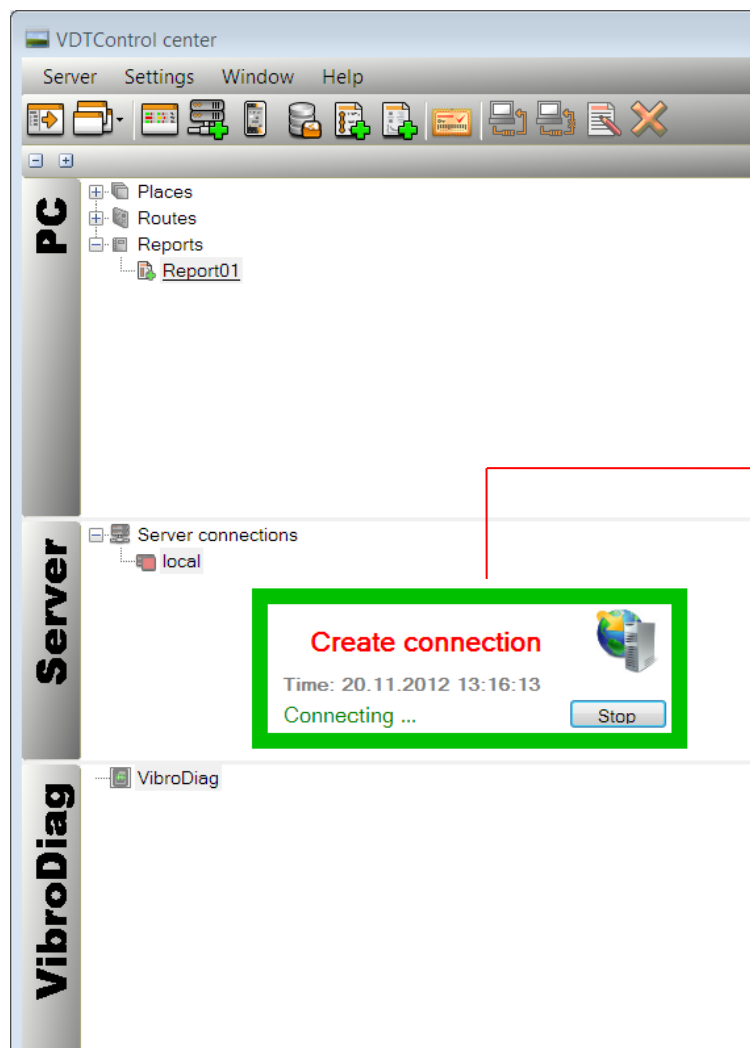 VDTControl center
Server Settings Window Help
PC
Places
Routes
Reports
Report01
Server
Server connections
local
Create connection
Time: 20.11.2012 13:16:13
Connecting ...
Stop
VibroDiag
VibroDiag